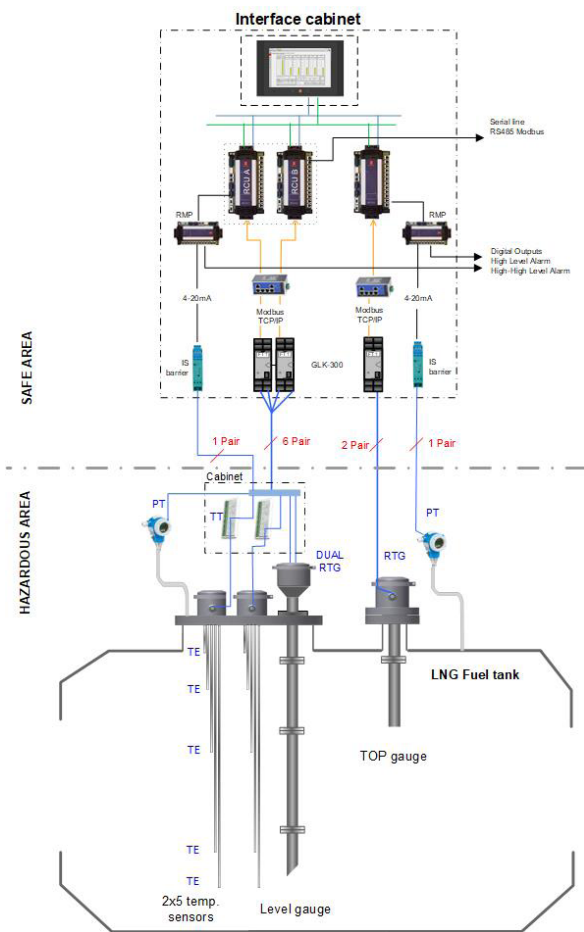 Interface cabinet
Serial line
RS485 Modbus
RCU A
RCU B
RMP
RMP
Digital Outputs
High Level Alarm
High-High Level Alarm
4-20mA
4-20mA
Modbus
TCP/IP
Modbus
TCP/IP
IS
barrier
GLK-300
IS
barrier
SAFE AREA
1 Pair
6 Pair
2 Pair
1 Pair
HAZARDOUS AREA
Cabinet
PT
TT
PT
DUAL
RTG
RTG
TE
LNG Fuel tank
TE
TE
TOP gauge
TE
TE
2x5 temp.
sensors
Level gauge